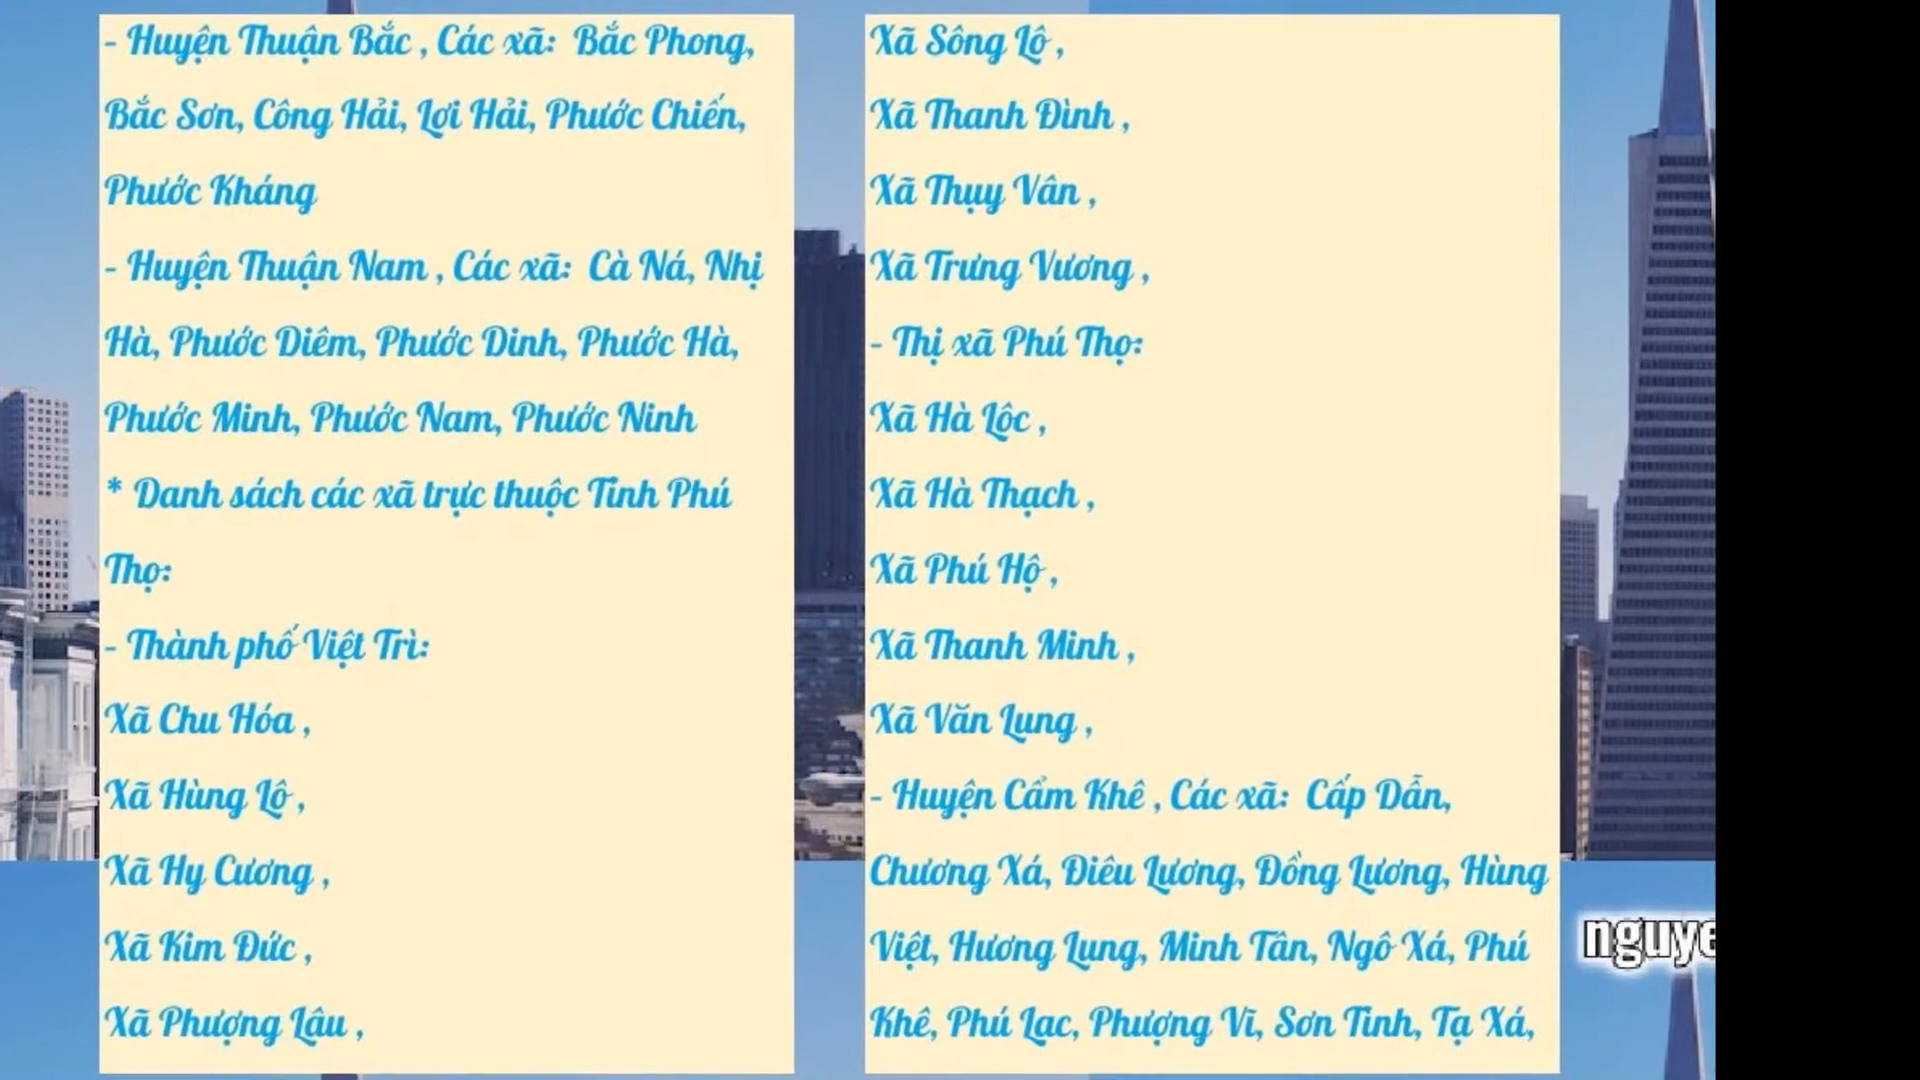 - Huyện Thuận Bắc , Các xã: Bắc Phong,
Bắc Sơn, Công Hải, Lợi Hải, Phước Chiến,
Phước Kháng
- Huyện Thuận Nam , Các xã: Cà Ná, Nhị
Hà, Phước Diêm, Phước Dinh, Phước Hà,
Phước Minh, Phước Nam, Phước Ninh
* Danh sách các xã trực thuộc Tỉnh Phú
Thọ:
- Thành phố Việt Trì:
Xã Chu Hóa ,
Xã Hùng Lô ,
Xã Hy Cương ,
Xã Kim Đức ,
Xã Phượng Lâu ,
Xã Sông Lô ,
Xã Thanh Đình ,
Xã Thụy Vân ,
Xã Trưng Vương ,
- Thị xã Phú Thọ:
Xã Hà Lộc ,
Xã Hà Thạch ,
Xã Phú Hộ ,
Xã Thanh Minh ,
Xã Văn Lung ,
- Huyện Cẩm Khê , Các xã: Cấp Dẫn,
Chương Xá, Điêu Lương, Đồng Lương, Hùng
Việt, Hương Lung, Minh Tân, Ngô Xá, Phú
Khê, Phú Lạc, Phượng Vĩ, Sơn Tình, Tạ Xá,
nguye